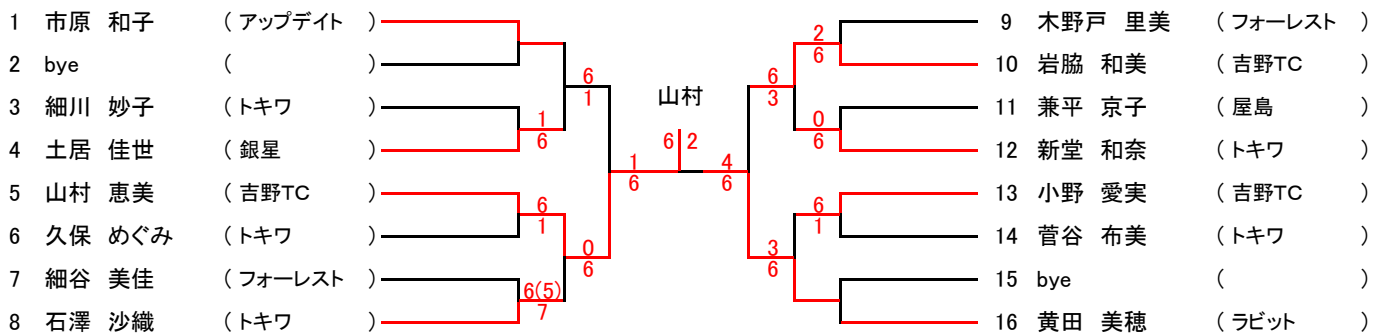 1 市原 和子 ( アップデイト )
2 bye ( )
3 細川 妙子 ( トキワ )
4 土居 佳世 ( 銀星 )
5 山村 恵美 ( 吉野TC )
6 久保 めぐみ ( トキワ )
7 細谷 美佳 ( フォーレスト )
8 石澤 沙織 ( トキワ )
1
6
6
1
6(5)
7
6
1
0
6
1
6
山村
6 2
4
6
6
3
3
6
2
6
0
6
6
1
9 木野戸 里美 ( フォーレスト )
10 岩脇 和美 ( 吉野TC )
11 兼平 京子 ( 屋島 )
12 新堂 和奈 ( トキワ )
13 小野 愛実 ( 吉野TC )
14 菅谷 布美 ( トキワ )
15 bye ( )
16 黄田 美穂 ( ラビット )